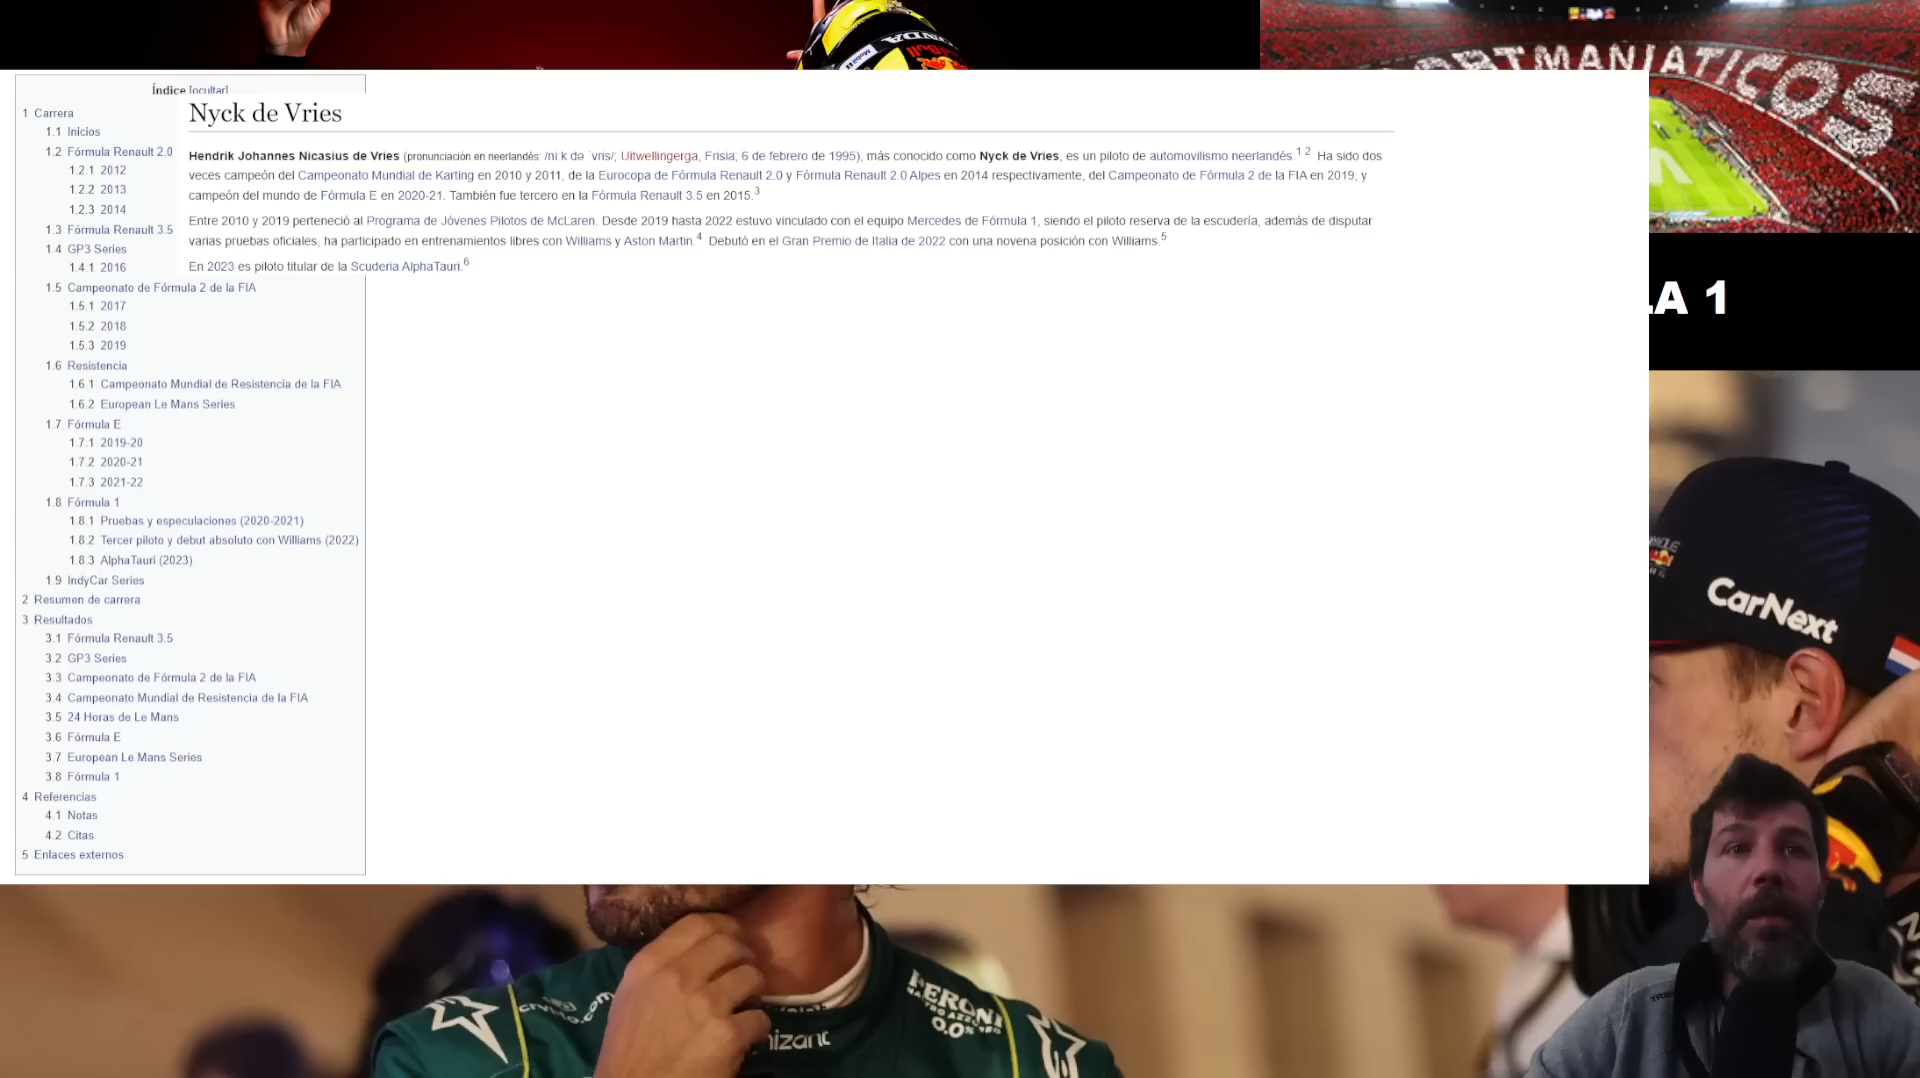 HONDA
Red Bull
ORTMANIATICOS
Índice [ocultar]
1 Carrera
1.1 Inicios
1.2 Fórmula Renault 2.0
1.2.1 2012
1.2.2 2013
1.2.3 2014
1.3 Fórmula Renault 3.5
1.4 GP3 Series
1.4.1 2016
1.5 Campeonato de Fórmula 2 de la FIA
1.5.1 2017
1.5.2 2018
1.5.3 2019
1.6 Resistencia
1.6.1 Campeonato Mundial de Resistencia de la FIA
1.6.2 European Le Mans Series
1.7 Fórmula E
1.7.1 2019-20
1.7.2 2020-21
1.7.3 2021-22
1.8 Fórmula 1
1.8.1 Pruebas y especulaciones (2020-2021)
1.8.2 Tercer piloto y debut absoluto con Williams (2022)
1.8.3 AlphaTauri (2023)
1.9 IndyCar Series
2 Resumen de carrera
3 Resultados
3.1 Fórmula Renault 3.5
3.2 GP3 Series
3.3 Campeonato de Fórmula 2 de la FIA
3.4 Campeonato Mundial de Resistencia de la FIA
3.5 24 Horas de Le Mans
3.6 Fórmula E
3.7 European Le Mans Series
3.8 Fórmula 1
4 Referencias
4.1 Notas
4.2 Citas
5 Enlaces externos
Nyck de Vries
Hendrik Johannes Nicasius de Vries (pronunciación en neerlandés: /niːk də ˈvris/; Uitwellingerga, Frisia; 6 de febrero de 1995), más conocido como Nyck de Vries, es un piloto de automovilismo neerlandés.1 2 Ha sido dos
veces campeón del Campeonato Mundial de Karting en 2010 y 2011, de la Eurocopa de Fórmula Renault 2.0 y Fórmula Renault 2.0 Alpes en 2014 respectivamente, del Campeonato de Fórmula 2 de la FIA en 2019, y
campeón del mundo de Fórmula E en 2020-21. También fue tercero en la Fórmula Renault 3.5 en 2015.3
Entre 2010 y 2019 perteneció al Programa de Jóvenes Pilotos de McLaren. Desde 2019 hasta 2022 estuvo vinculado con el equipo Mercedes de Fórmula 1, siendo el piloto reserva de la escudería, además de disputar
varias pruebas oficiales, ha participado en entrenamientos libres con Williams y Aston Martin.4 Debutó en el Gran Premio de Italia de 2022 con una novena posición con Williams.5
En 2023 es piloto titular de la Scuderia AlphaTauri.6
LA 1
CarNext
crypto.com
PERONI
NASTRO AZZURRO
0.0%
nizanc